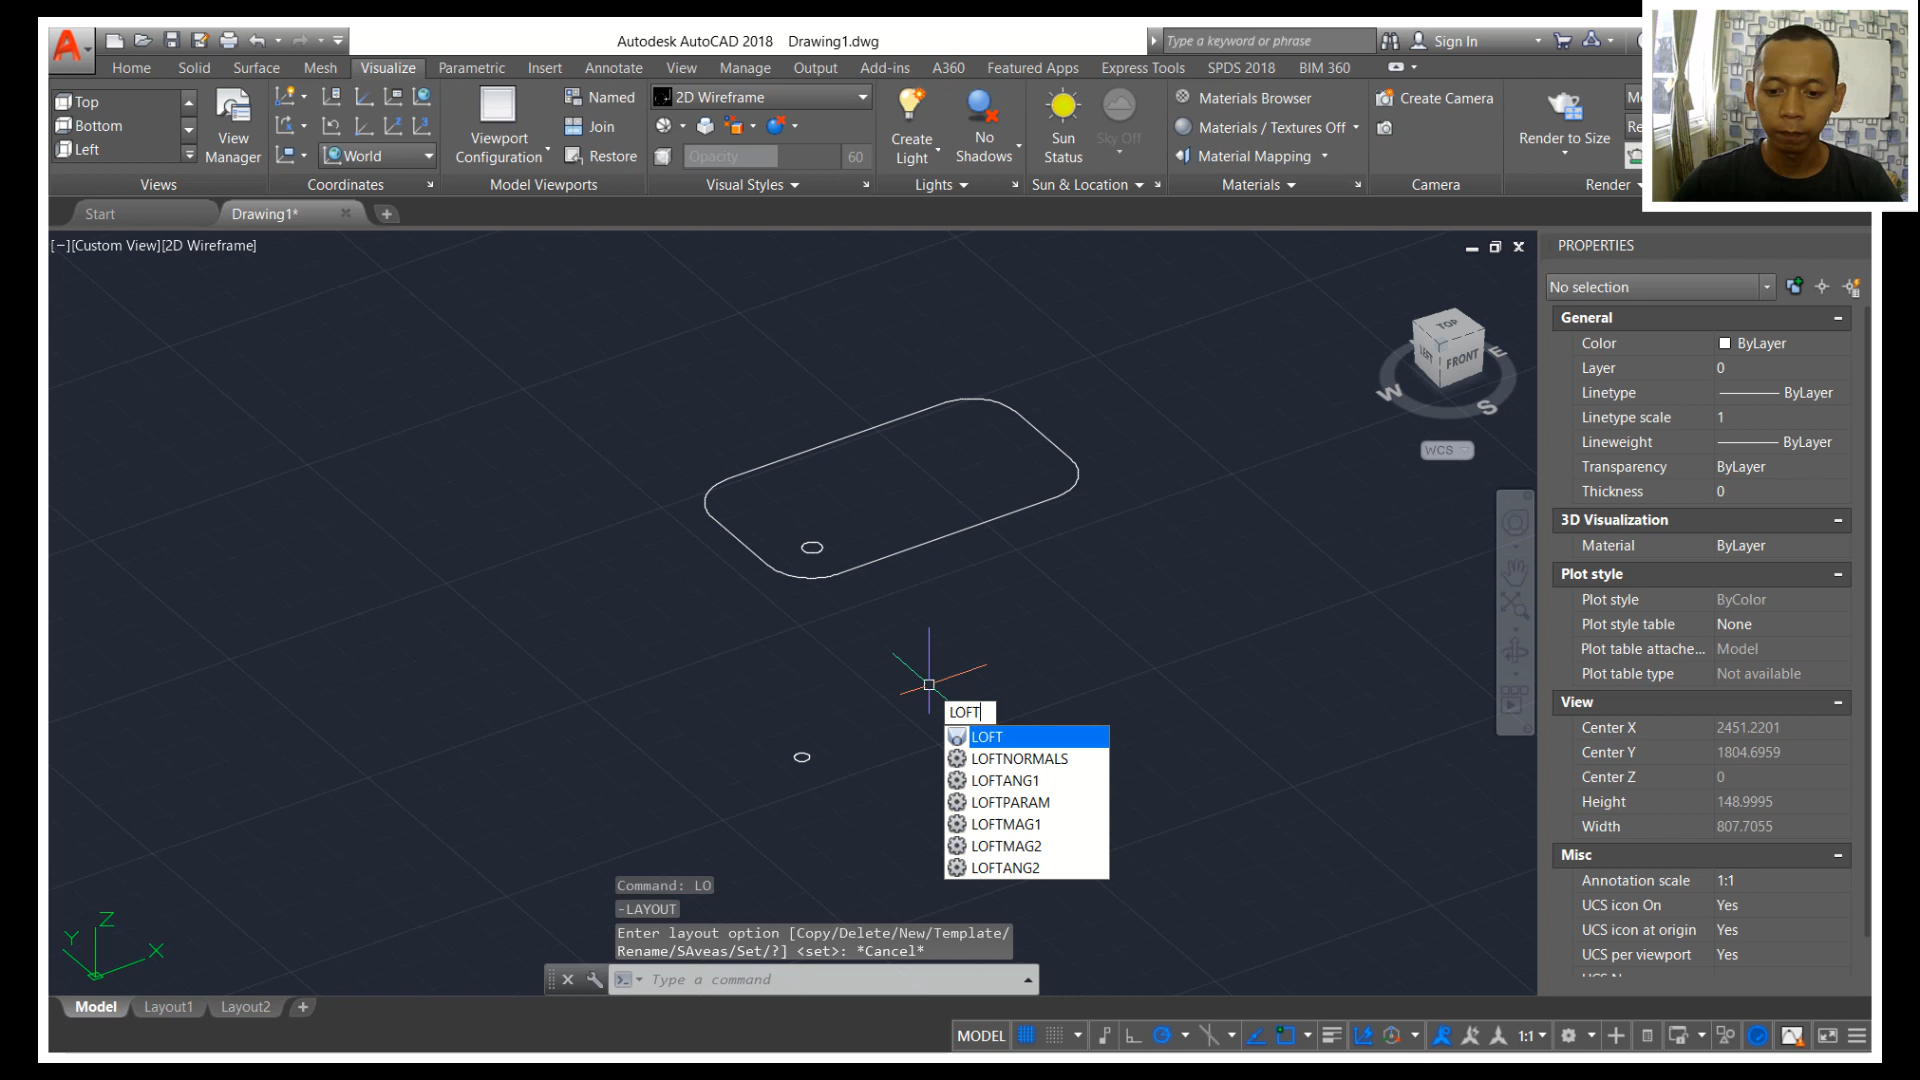 Autodesk AutoCAD 2018 Drawing1.dwg
Type a keyword or phrase
Sign In
Home Solid Surface Mesh Visualize Parametric Insert Annotate View Manage Output Add-ins A360 Featured Apps Express Tools SPDS 2018 BIM 360
Top
Bottom
Left
View
Manager
Views
World
Coordinates
Viewport
Configuration
Named
Join
Restore
Model Viewports
2D Wireframe
Opacity 60
Visual Styles
Create
Light
No
Shadows
Lights
Sun
Status
Sky Off
Sun & Location
Materials Browser
Materials / Textures Off
Material Mapping
Materials
Create Camera
Camera
Render to Size
Render
Start
Drawing1*
[−][Custom View][2D Wireframe]
TOP
LEFT
FRONT
W
S
E
WCS
LOFT
LOFT
LOFTNORMALS
LOFTANG1
LOFTPARAM
LOFTMAG1
LOFTMAG2
LOFTANG2
Command: LO
-LAYOUT
Enter layout option [Copy/Delete/New/Template/
Rename/SAveas/Set/?] <set>: *Cancel*
Type a command
Z
Y
X
Model Layout1 Layout2
MODEL
1:1
PROPERTIES
No selection
General
Color ByLayer
Layer 0
Linetype ByLayer
Linetype scale 1
Lineweight ByLayer
Transparency ByLayer
Thickness 0
3D Visualization
Material ByLayer
Plot style
Plot style ByColor
Plot style table None
Plot table attache... Model
Plot table type Not available
View
Center X 2451.2201
Center Y 1804.6959
Center Z 0
Height 148.9995
Width 807.7055
Misc
Annotation scale 1:1
UCS icon On Yes
UCS icon at origin Yes
UCS per viewport Yes